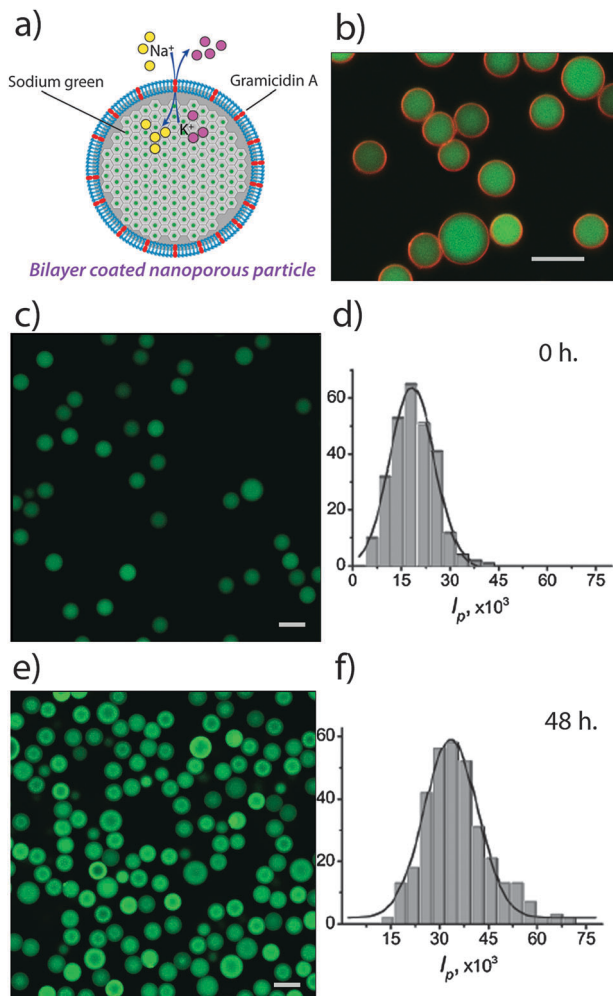 a)
Na⁺
Sodium green
Gramicidin A
K⁺
Bilayer coated nanoporous particle
b)
c)
d)
0 h.
60
40
20
0
0 15 30 45 60 75
Iₚ, x10³
e)
f)
48 h.
60
40
20
0
15 30 45 60 75
Iₚ, x10³